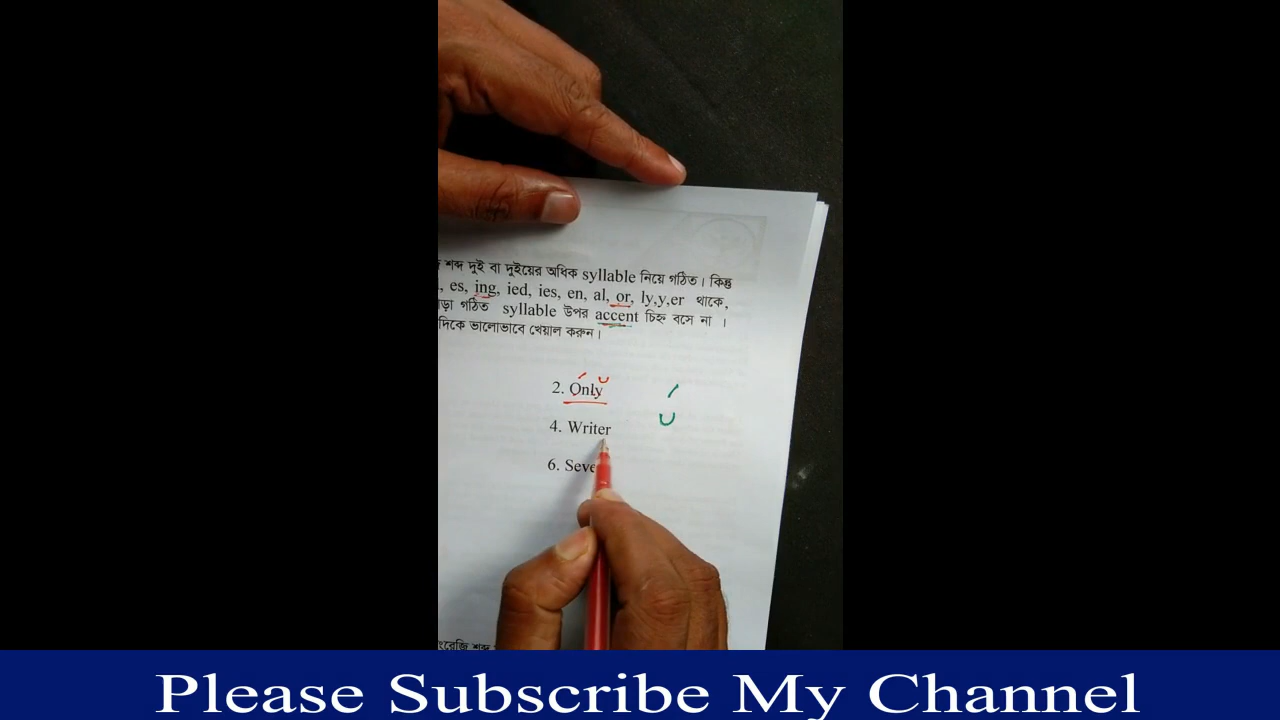 শব্দ দুই বা দুইয়ের অধিক syllable নিয়ে গঠিত। কিন্তু
, es, ing, ied, ies, en, al, or, ly,y,er থাকে,
গঠিত syllable উপর accent চিহ্ন বসে না ।
দিকে ভালোভাবে খেয়াল করুন।
2. Only
4. Writer
6. Seve
Please Subscribe My Channel